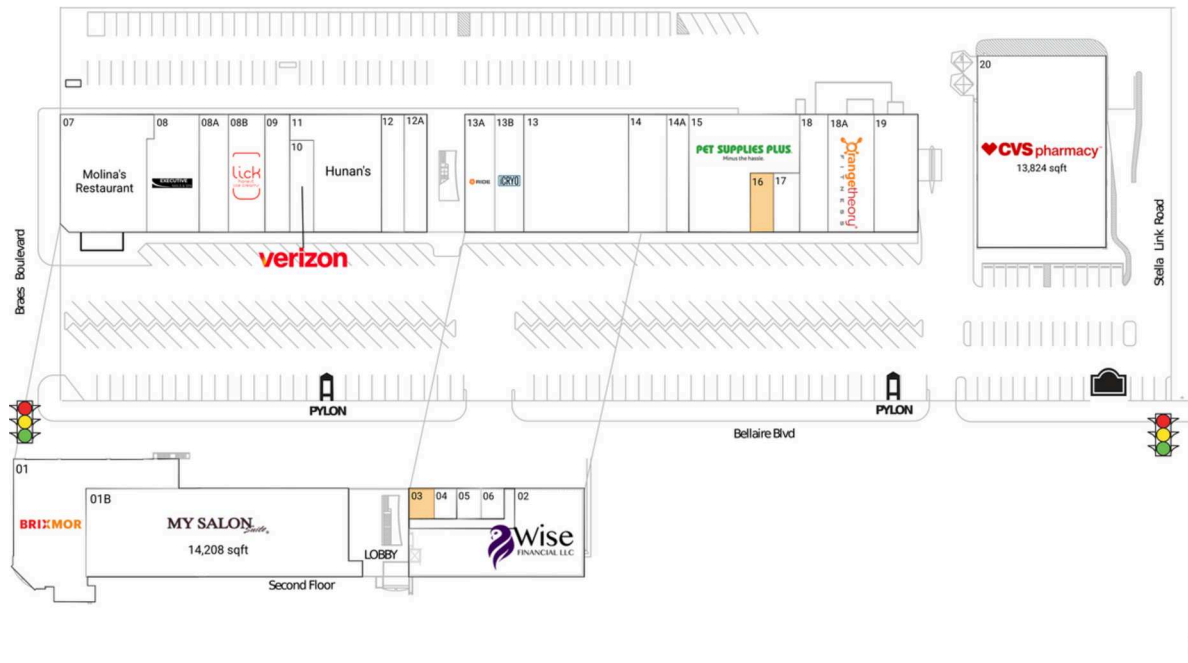 20
07
08
08A
08B
09
11
12
12A
13A
13B
13
14
14A
15
18
18A
19
10
Molina's
Restaurant
EXECUTIVE
lick
Hunan's
CRYO
PET SUPPLIES PLUS.
Minus the hassle.
16
17
Orangetheory
FITNESS
CVS pharmacy
13,824 sqft
verizon
Braes Boulevard
Stella Link Road
PYLON
PYLON
Bellaire Blvd
01
01B
BRIXMOR
MY SALON
Suite
14,208 sqft
LOBBY
Second Floor
03
04
05
06
02
Wise
FINANCIAL LLC